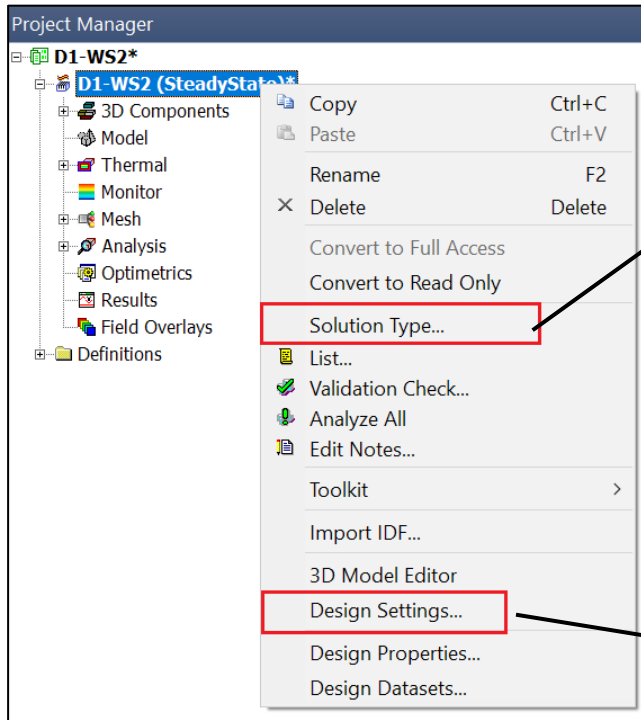 Project Manager
D1-WS2*
D1-WS2 (SteadyState)*
3D Components
Model
Thermal
Monitor
Mesh
Analysis
Optimetrics
Results
Field Overlays
Definitions
Copy Ctrl+C
Paste Ctrl+V
Rename F2
Delete Delete
Convert to Full Access
Convert to Read Only
Solution Type...
List...
Validation Check...
Analyze All
Edit Notes...
Toolkit >
Import IDF...
3D Model Editor
Design Settings...
Design Properties...
Design Datasets...